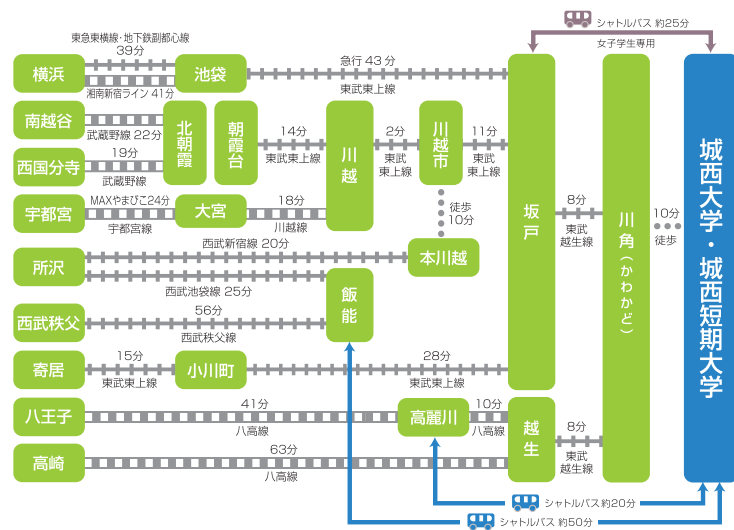 シャトルバス 約25分
女子学生専用
東急東横線・地下鉄副都心線
39分
横浜
湘南新宿ライン 41分
池袋
急行 43分
東武東上線
南越谷
武蔵野線 22分
西国分寺
19分
武蔵野線
北朝霞
朝霞台
14分
東武東上線
川越
2分
東武
東上線
川越市
11分
東武
東上線
宇都宮
MAXやまびこ24分
宇都宮線
大宮
18分
川越線
徒歩
10分
所沢
西武新宿線 20分
本川越
西武池袋線 25分
飯能
西武秩父
56分
西武秩父線
寄居
15分
東武東上線
小川町
28分
東武東上線
坂戸
8分
東武
越生線
川角（かわかど）
10分
徒歩
城西大学・城西短期大学
八王子
41分
八高線
高麗川
10分
八高線
越生
8分
東武
越生線
高崎
63分
八高線
シャトルバス 約20分
シャトルバス 約50分